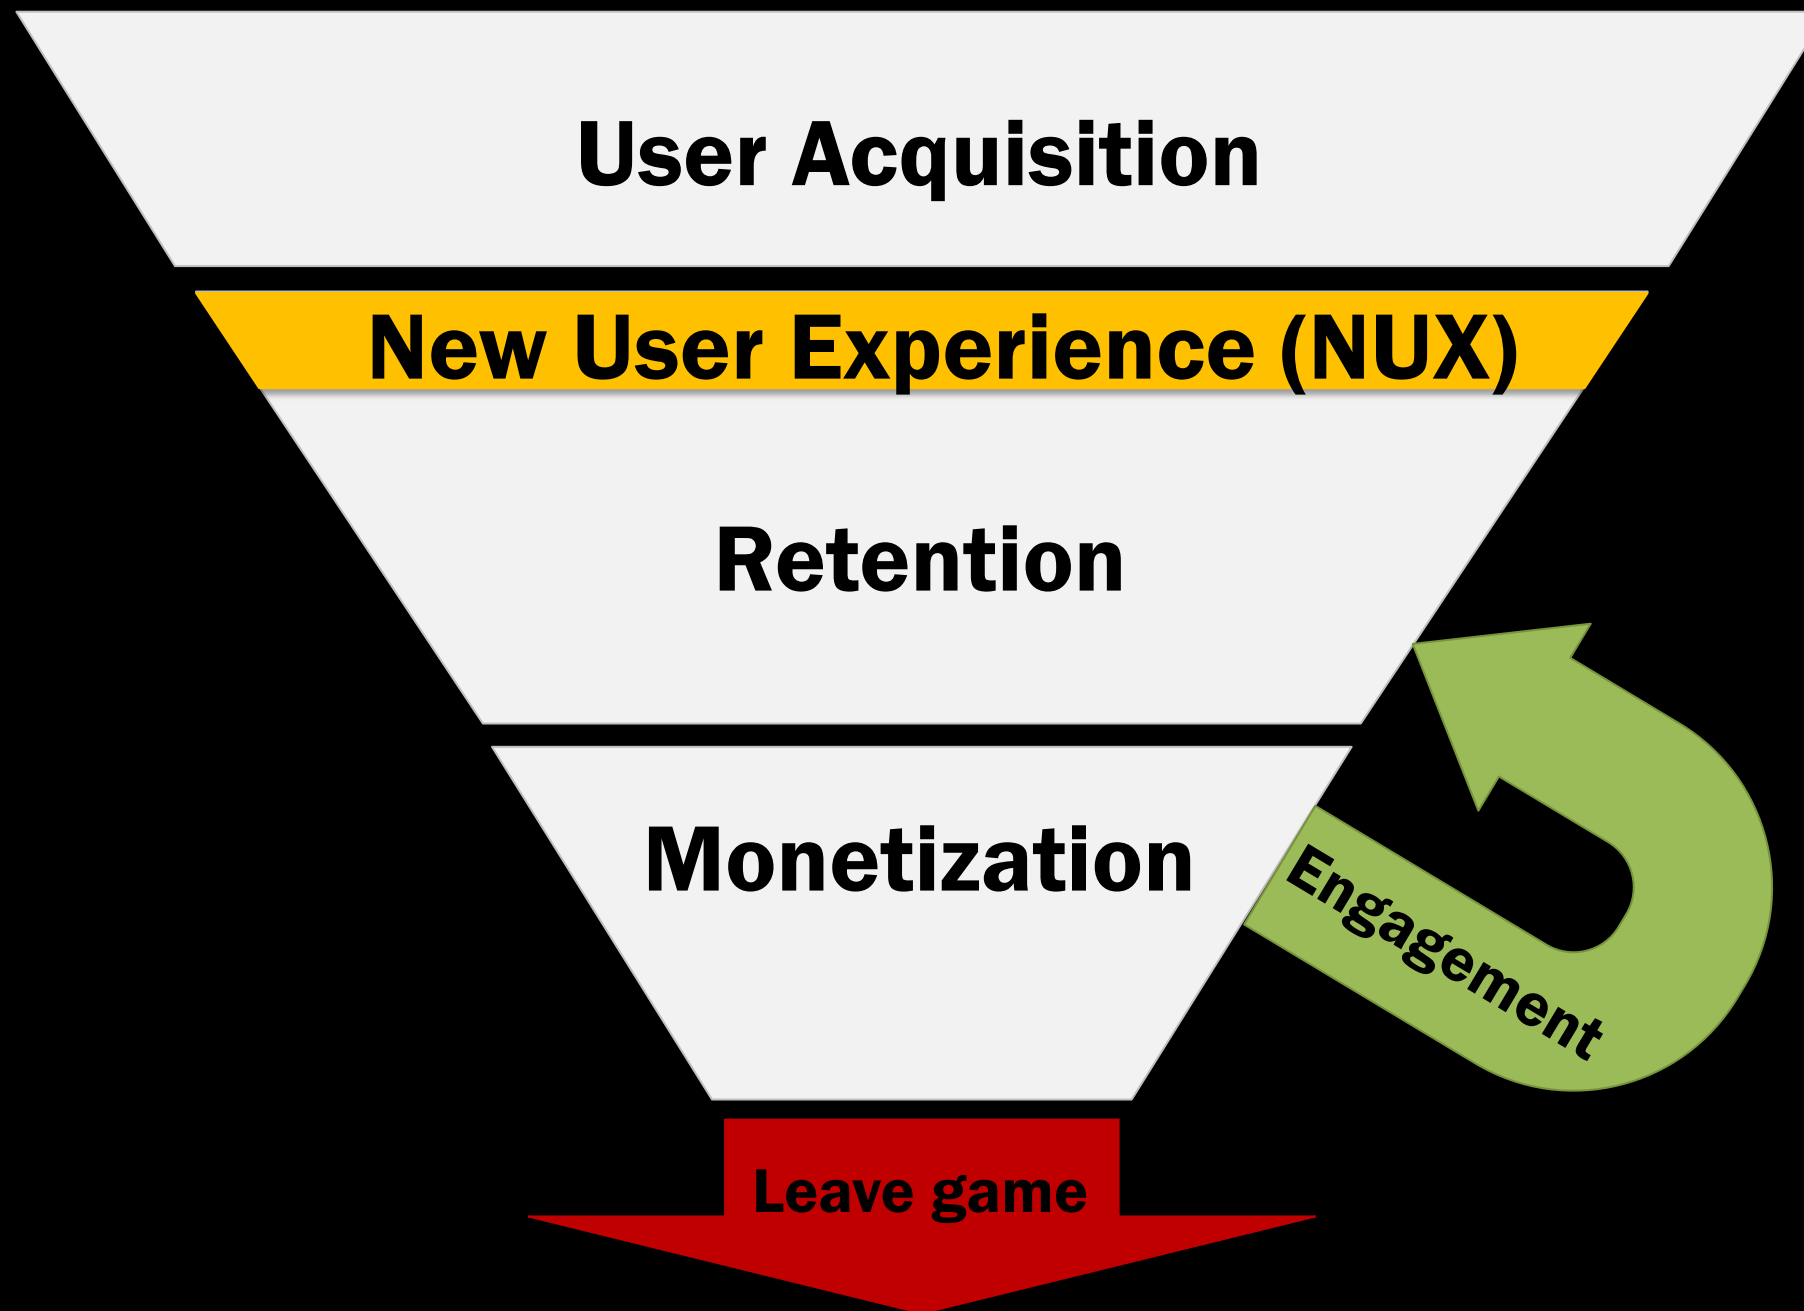 User Acquisition
New User Experience (NUX)
Retention
Monetization
Engagement
Leave game